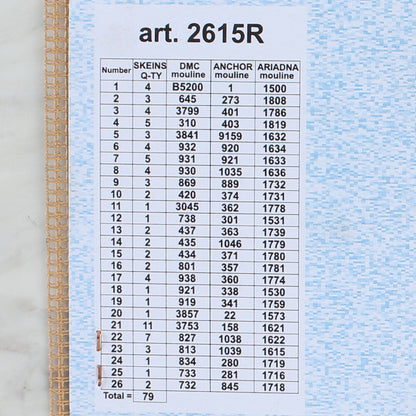 art. 2615R
Number SKEINS Q-TY DMC mouline ANCHOR mouline ARIADNA mouline
1 4 B5200 1 1500
2 3 645 273 1808
3 4 3799 401 1786
4 5 310 403 1819
5 3 3841 9159 1632
6 4 932 920 1634
7 5 931 921 1633
8 4 930 1035 1636
9 3 869 889 1732
10 2 420 374 1731
11 1 3045 362 1778
12 1 738 301 1531
13 2 437 363 1739
14 2 435 1046 1779
15 2 434 371 1780
16 2 801 357 1781
17 4 938 360 1774
18 1 921 338 1530
19 1 919 341 1759
20 1 3857 22 1573
21 11 3753 158 1621
22 7 827 1038 1622
23 3 813 1039 1615
24 1 834 280 1719
25 1 733 281 1716
26 2 732 845 1718
Total = 79